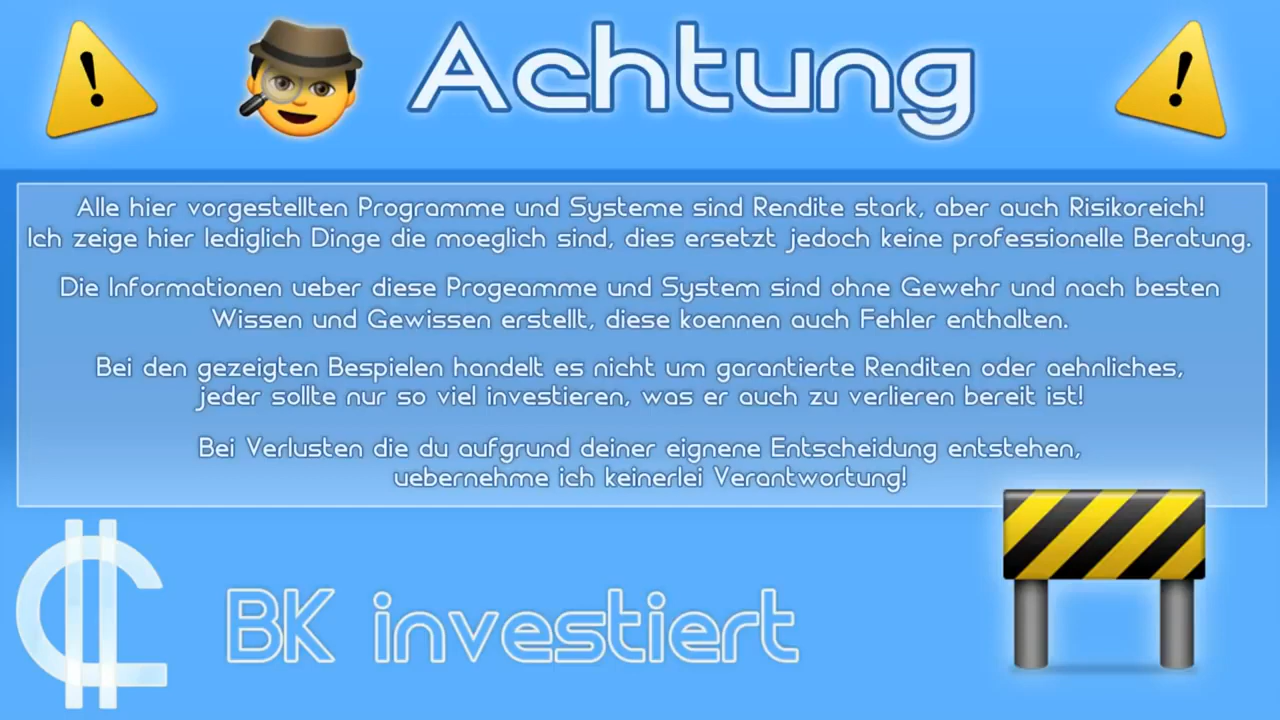 Achtung
Alle hier vorgestellten Programme und Systeme sind Rendite stark, aber auch Risikoreich!
Ich zeige hier lediglich Dinge die moeglich sind, dies ersetzt jedoch keine professionelle Beratung.
Die Informationen ueber diese Progeamme und System sind ohne Gewehr und nach besten
Wissen und Gewissen erstellt, diese koennen auch Fehler enthalten.
Bei den gezeigten Bespielen handelt es nicht um garantierte Renditen oder aehnliches,
jeder sollte nur so viel investieren, was er auch zu verlieren bereit ist!
Bei Verlusten die du aufgrund deiner eignene Entscheidung entstehen,
uebernehme ich keinerlei Verantwortung!
BK investiert